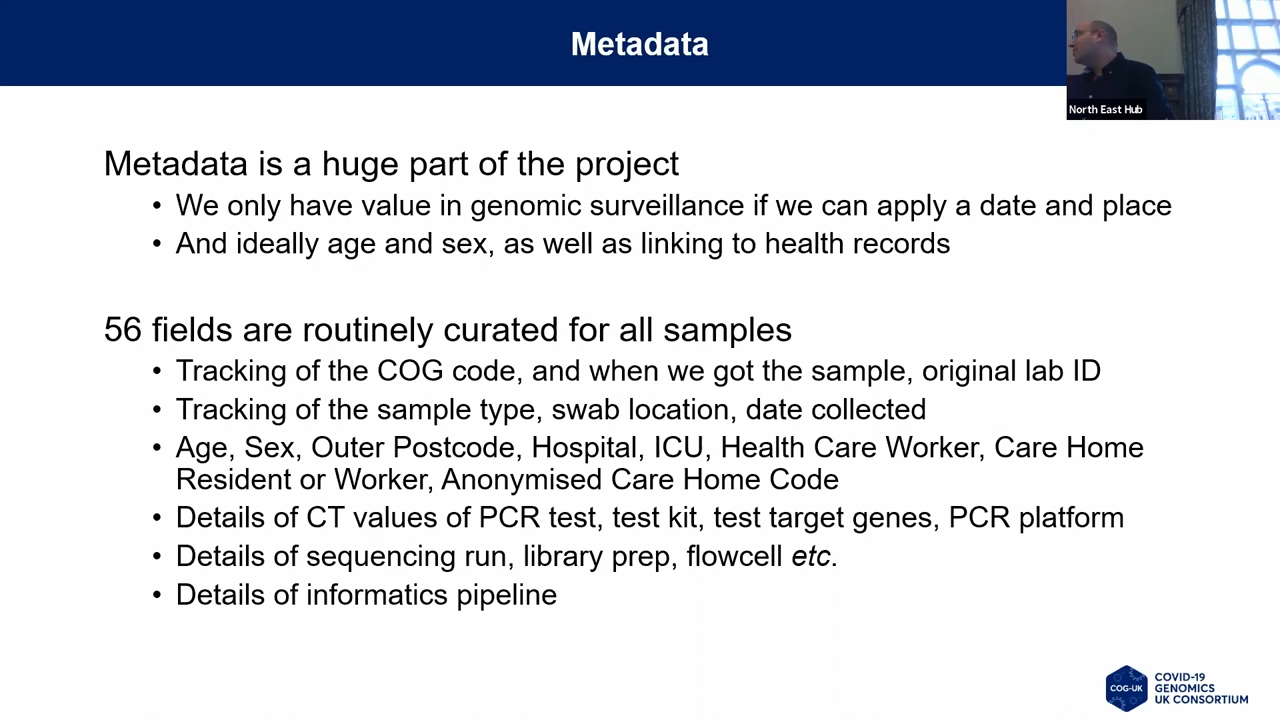 Metadata
North East Hub
Metadata is a huge part of the project
• We only have value in genomic surveillance if we can apply a date and place
• And ideally age and sex, as well as linking to health records
56 fields are routinely curated for all samples
• Tracking of the COG code, and when we got the sample, original lab ID
• Tracking of the sample type, swab location, date collected
• Age, Sex, Outer Postcode, Hospital, ICU, Health Care Worker, Care Home
Resident or Worker, Anonymised Care Home Code
• Details of CT values of PCR test, test kit, test target genes, PCR platform
• Details of sequencing run, library prep, flowcell etc.
• Details of informatics pipeline
COG-UK
COVID-19
GENOMICS
UK CONSORTIUM